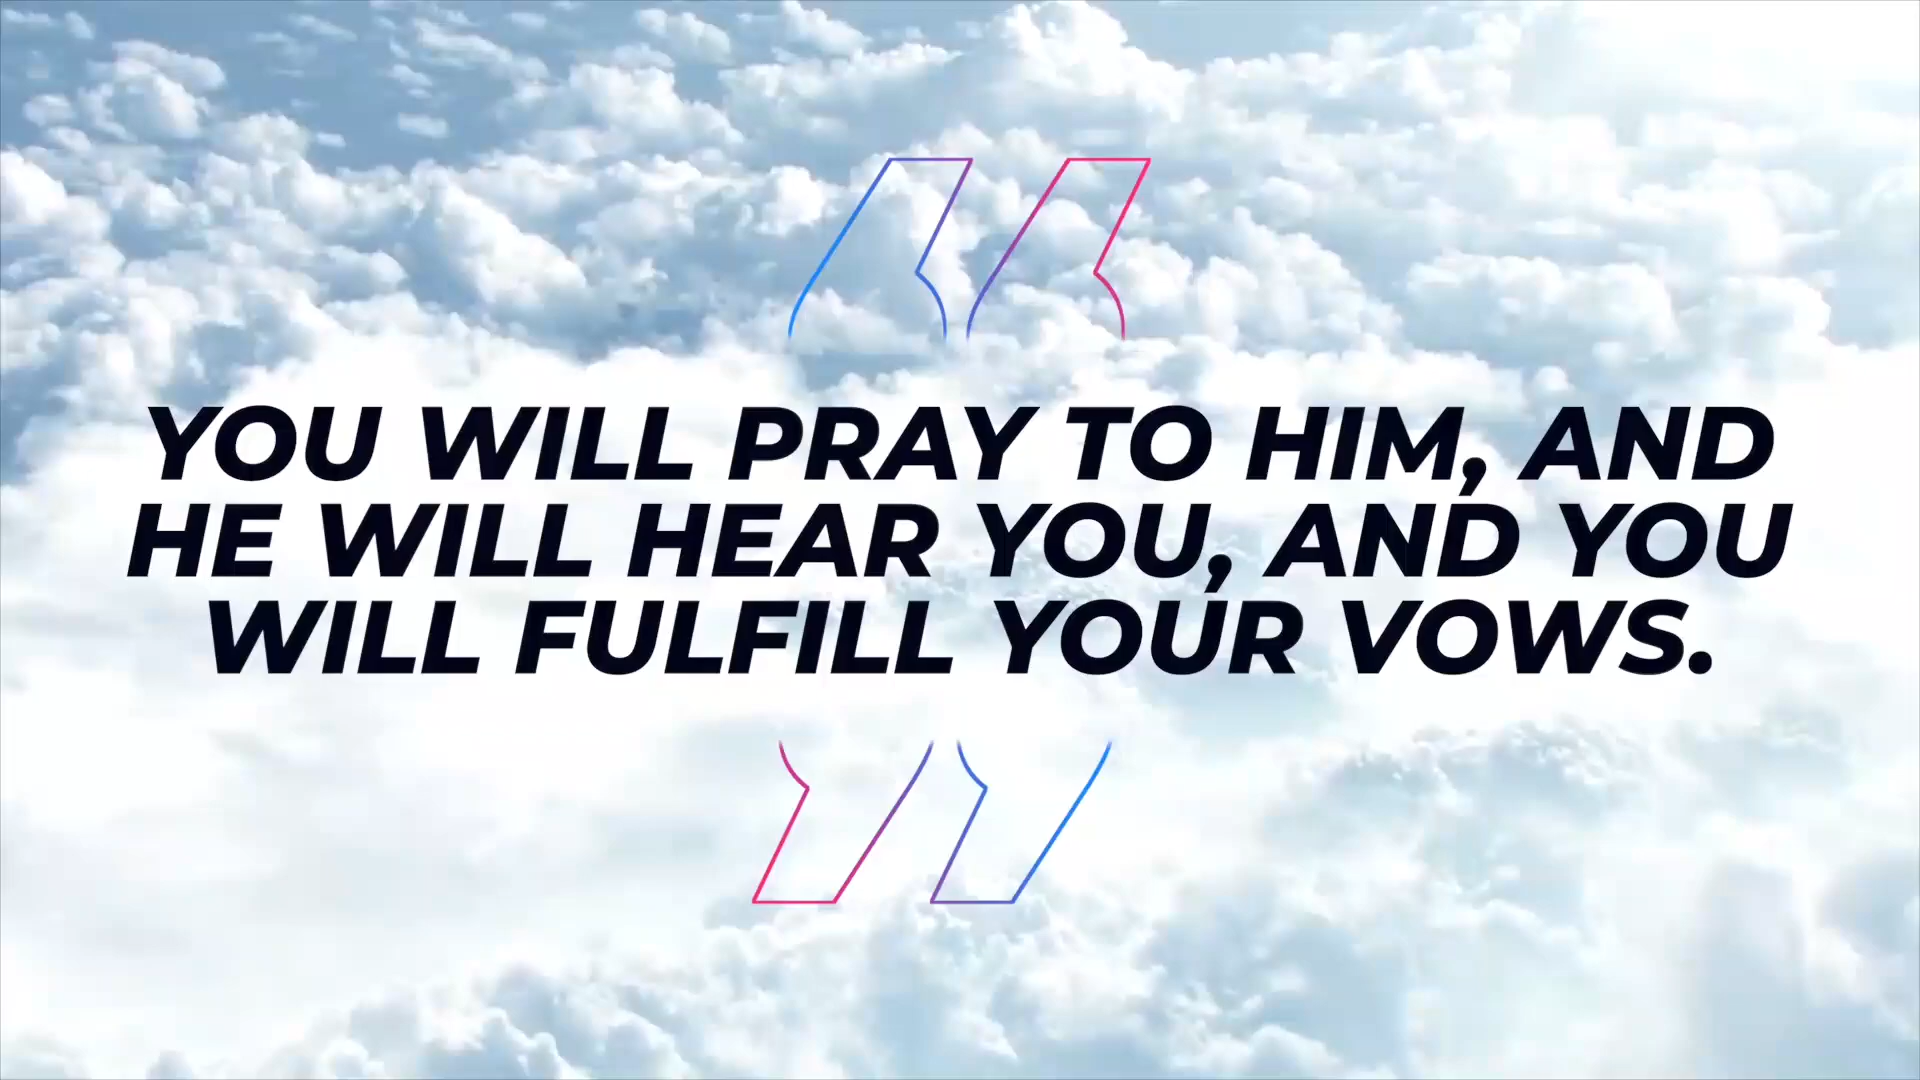 YOU WILL PRAY TO HIM, AND
HE WILL HEAR YOU, AND YOU
WILL FULFILL YOUR VOWS.